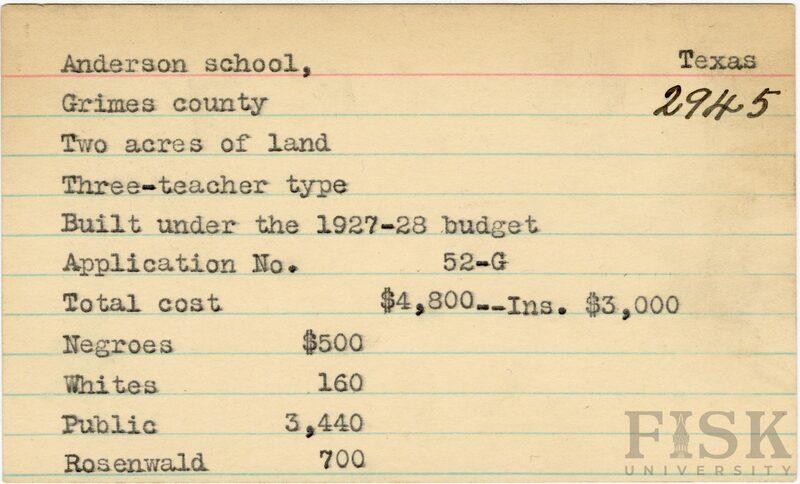 Anderson school, Texas
Grimes county 2945
Two acres of land
Three-teacher type
Built under the 1927-28 budget
Application No. 52-G
Total cost $4,800--Ins. $3,000
Negroes $500
Whites 160
Public 3,440
Rosenwald 700
FISK
UNIVERSITY